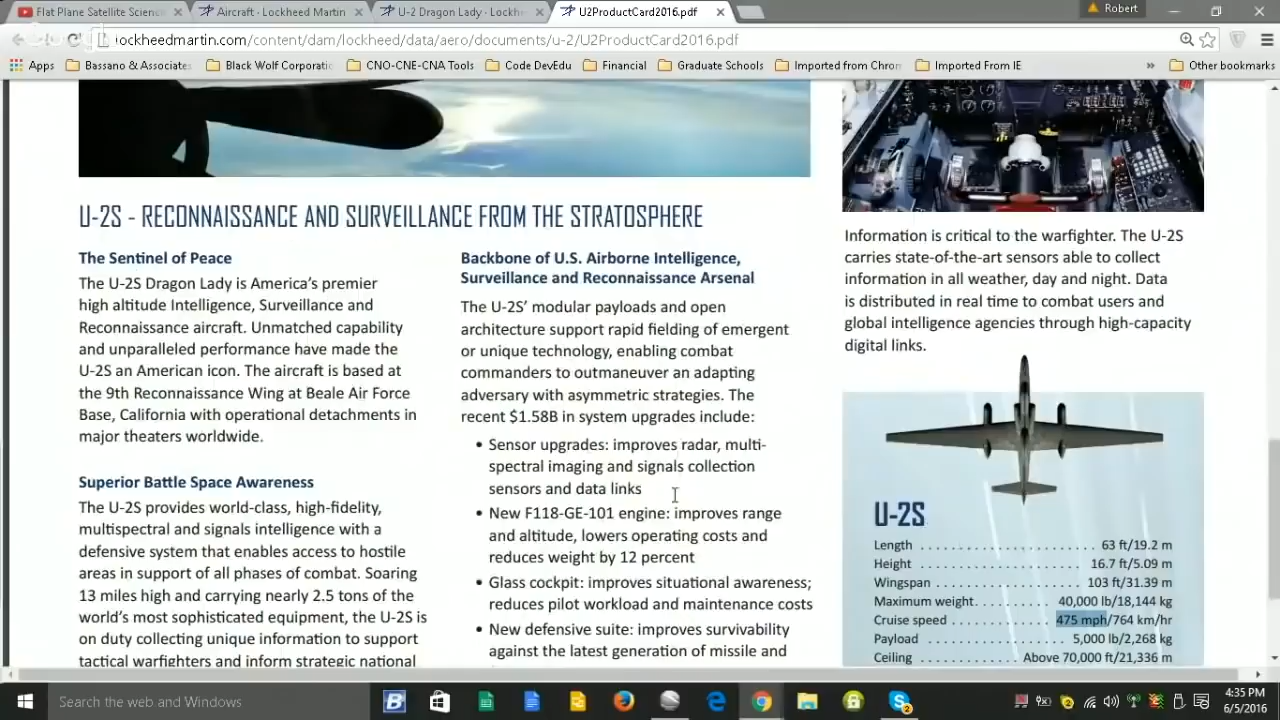 Flat Plane Satellite Scien
Aircraft - Lockheed Martin
U-2 Dragon Lady · Lockh
U2ProductCard2016.pdf
Robert
lockheedmartin.com/content/dam/lockheed/data/aero/documents/u-2/U2ProductCard2016.pdf
Apps
Bassano & Associate
Black Wolf Corporati
CNO-CNE-CNA Tools
Code DevEdu
Financial
Graduate Schools
Imported from Chrom
Imported From IE
»
Other bookmarks
U-2S - RECONNAISSANCE AND SURVEILLANCE FROM THE STRATOSPHERE
The Sentinel of Peace
The U-2S Dragon Lady is America's premier
high altitude Intelligence, Surveillance and
Reconnaissance aircraft. Unmatched capability
and unparalleled performance have made the
U-2S an American icon. The aircraft is based at
the 9th Reconnaissance Wing at Beale Air Force
Base, California with operational detachments in
major theaters worldwide.
Superior Battle Space Awareness
The U-2S provides world-class, high-fidelity,
multispectral and signals intelligence with a
defensive system that enables access to hostile
areas in support of all phases of combat. Soaring
13 miles high and carrying nearly 2.5 tons of the
world's most sophisticated equipment, the U-2S is
on duty collecting unique information to support
tactical warfighters and inform strategic national
Backbone of U.S. Airborne Intelligence,
Surveillance and Reconnaissance Arsenal
The U-2S' modular payloads and open
architecture support rapid fielding of emergent
or unique technology, enabling combat
commanders to outmaneuver an adapting
adversary with asymmetric strategies. The
recent $1.58B in system upgrades include:
• Sensor upgrades: improves radar, multi-
spectral imaging and signals collection
sensors and data links
• New F118-GE-101 engine: improves range
and altitude, lowers operating costs and
reduces weight by 12 percent
• Glass cockpit: improves situational awareness;
reduces pilot workload and maintenance costs
• New defensive suite: improves survivability
against the latest generation of missile and
Information is critical to the warfighter. The U-2S
carries state-of-the-art sensors able to collect
information in all weather, day and night. Data
is distributed in real time to combat users and
global intelligence agencies through high-capacity
digital links.
U-2S
Length . . . . . . . . . . . . . . . . . . . . . . . 63 ft/19.2 m
Height . . . . . . . . . . . . . . . . . . . . . . 16.7 ft/5.09 m
Wingspan . . . . . . . . . . . . . . . . . . . . 103 ft/31.39 m
Maximum weight. . . . . . . . . . 40,000 lb/18,144 kg
Cruise speed . . . . . . . . . . . . . . 475 mph/764 km/hr
Payload . . . . . . . . . . . . . . . . . . . 5,000 lb/2,268 kg
Ceiling . . . . . . . . . . . . . Above 70,000 ft/21,336 m
Search the web and Windows
4:35 PM
6/5/2016